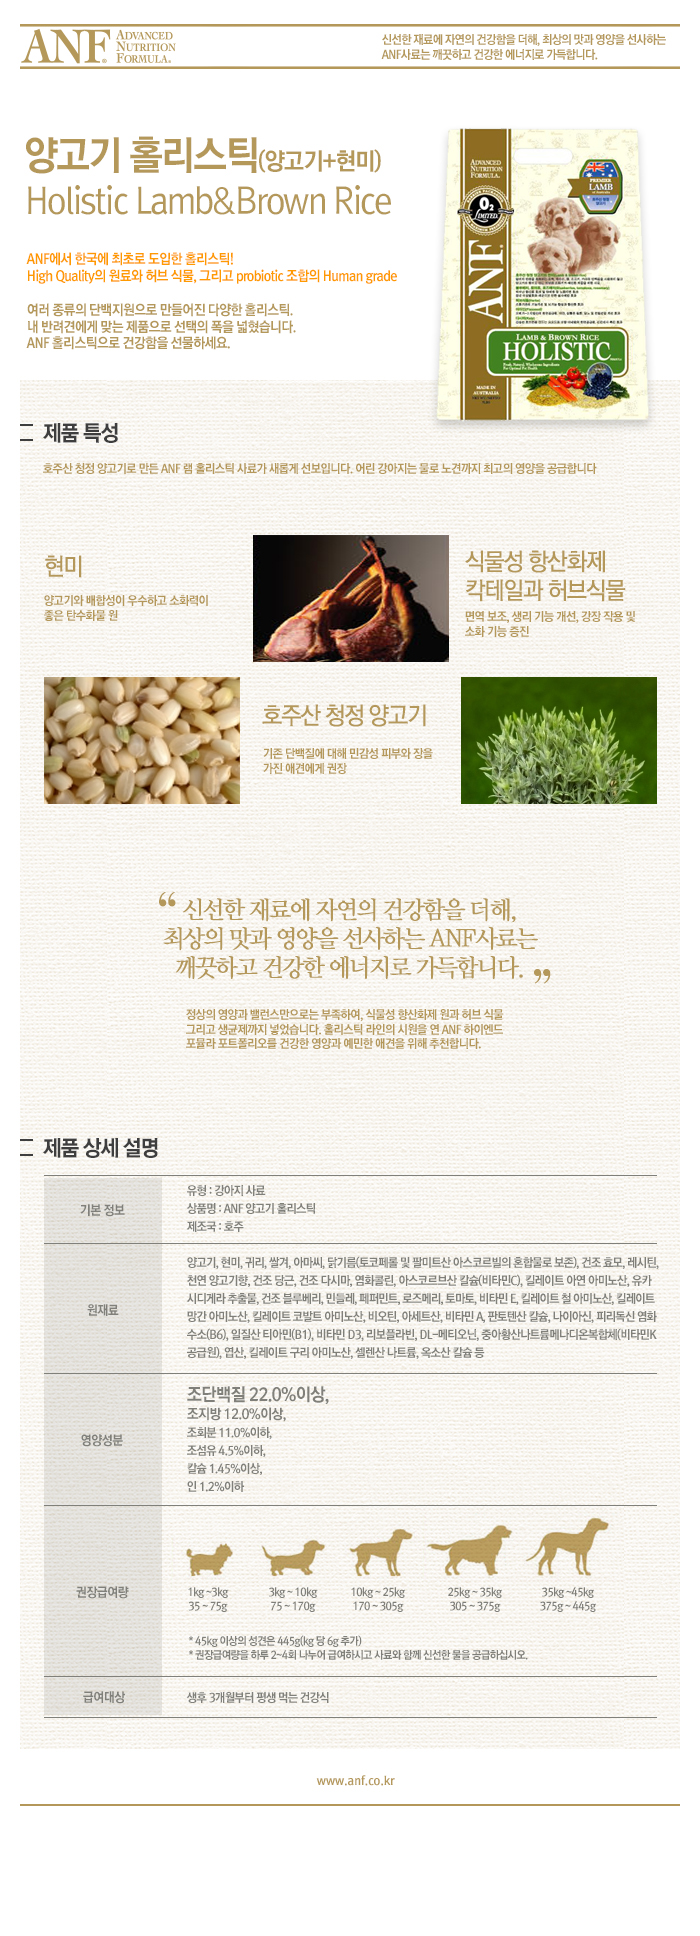 ANF ADVANCED
NUTRITION
FORMULA.
신선한 재료에 자연의 건강함을 더해, 최상의 맛과 영양을 선사하는
ANF사료는 깨끗하고 건강한 에너지로 가득합니다.
양고기 홀리스틱(양고기+현미)
Holistic Lamb&Brown Rice
ANF에서 한국에 최초로 도입한 홀리스틱!
High Quality의 원료와 허브 식물, 그리고 probiotic 조합의 Human grade
여러 종류의 단백지원으로 만들어진 다양한 홀리스틱.
내 반려견에게 맞는 제품으로 선택의 폭을 넓혔습니다.
ANF 홀리스틱으로 건강함을 선물하세요.
ADVANCED
NUTRITION
FORMULA.
PREMIER
LAMB
O2
LIMITED.
ANF
LAMB & BROWN RICE
HOLISTIC
MADE IN
AUSTRALIA
제품 특성
호주산 청정 양고기로 만든 ANF 램 홀리스틱 사료가 새롭게 선보입니다. 어린 강아지는 물로 노견까지 최고의 영양을 공급합니다
현미
양고기와 배합성이 우수하고 소화력이
좋은 탄수화물 원
식물성 항산화제
칵테일과 허브식물
면역 보조, 생리 기능 개선, 강장 작용 및
소화 기능 증진
호주산 청정 양고기
기존 단백질에 대해 민감성 피부와 장을
가진 애견에게 권장
“ 신선한 재료에 자연의 건강함을 더해,
최상의 맛과 영양을 선사하는 ANF사료는
깨끗하고 건강한 에너지로 가득합니다. ”
정상의 영양과 밸런스만으로는 부족하여, 식물성 항산화제 원과 허브 식물
그리고 생균제까지 넣었습니다. 홀리스틱 라인의 시원을 연 ANF 하이엔드
포뮬라 포트폴리오를 건강한 영양과 예민한 애견을 위해 추천합니다.
제품 상세 설명
기본 정보
유형 : 강아지 사료
상품명 : ANF 양고기 홀리스틱
제조국 : 호주
원재료
양고기, 현미, 귀리, 쌀겨, 아마씨, 닭기름(토코페롤 및 팔미트산 아스코르빌의 혼합물로 보존), 건조 효모, 레시틴,
천연 양고기향, 건조 당근, 건조 다시마, 염화콜린, 아스코르브산 칼슘(비타민C), 킬레이트 아연 아미노산, 유카
시디게라 추출물, 건조 블루베리, 민들레, 페퍼민트, 로즈메리, 토마토, 비타민 E, 킬레이트 철 아미노산, 킬레이트
망간 아미노산, 킬레이트 코발트 아미노산, 비오틴, 아세트산, 비타민 A, 판토텐산 칼슘, 나이아신, 피리독신 염화
수소(B6), 일질산 티아민(B1), 비타민 D3, 리보플라빈, DL-메티오닌, 중아황산나트륨메나디온복합체(비타민K
공급원), 엽산, 킬레이트 구리 아미노산, 셀렌산 나트륨, 옥소산 칼슘 등
영양성분
조단백질 22.0%이상,
조지방 12.0%이상,
조회분 11.0%이하,
조섬유 4.5%이하,
칼슘 1.45%이상,
인 1.2%이하
권장급여량
1kg ~3kg 3kg ~ 10kg 10kg ~ 25kg 25kg ~ 35kg 35kg ~45kg
35 ~ 75g 75 ~ 170g 170 ~ 305g 305 ~ 375g 375g ~ 445g
* 45kg 이상의 성견은 445g(kg 당 6g 추가)
* 권장급여량을 하루 2~4회 나누어 급여하시고 사료와 함께 신선한 물을 공급하십시오.
급여대상
생후 3개월부터 평생 먹는 건강식
www.anf.co.kr